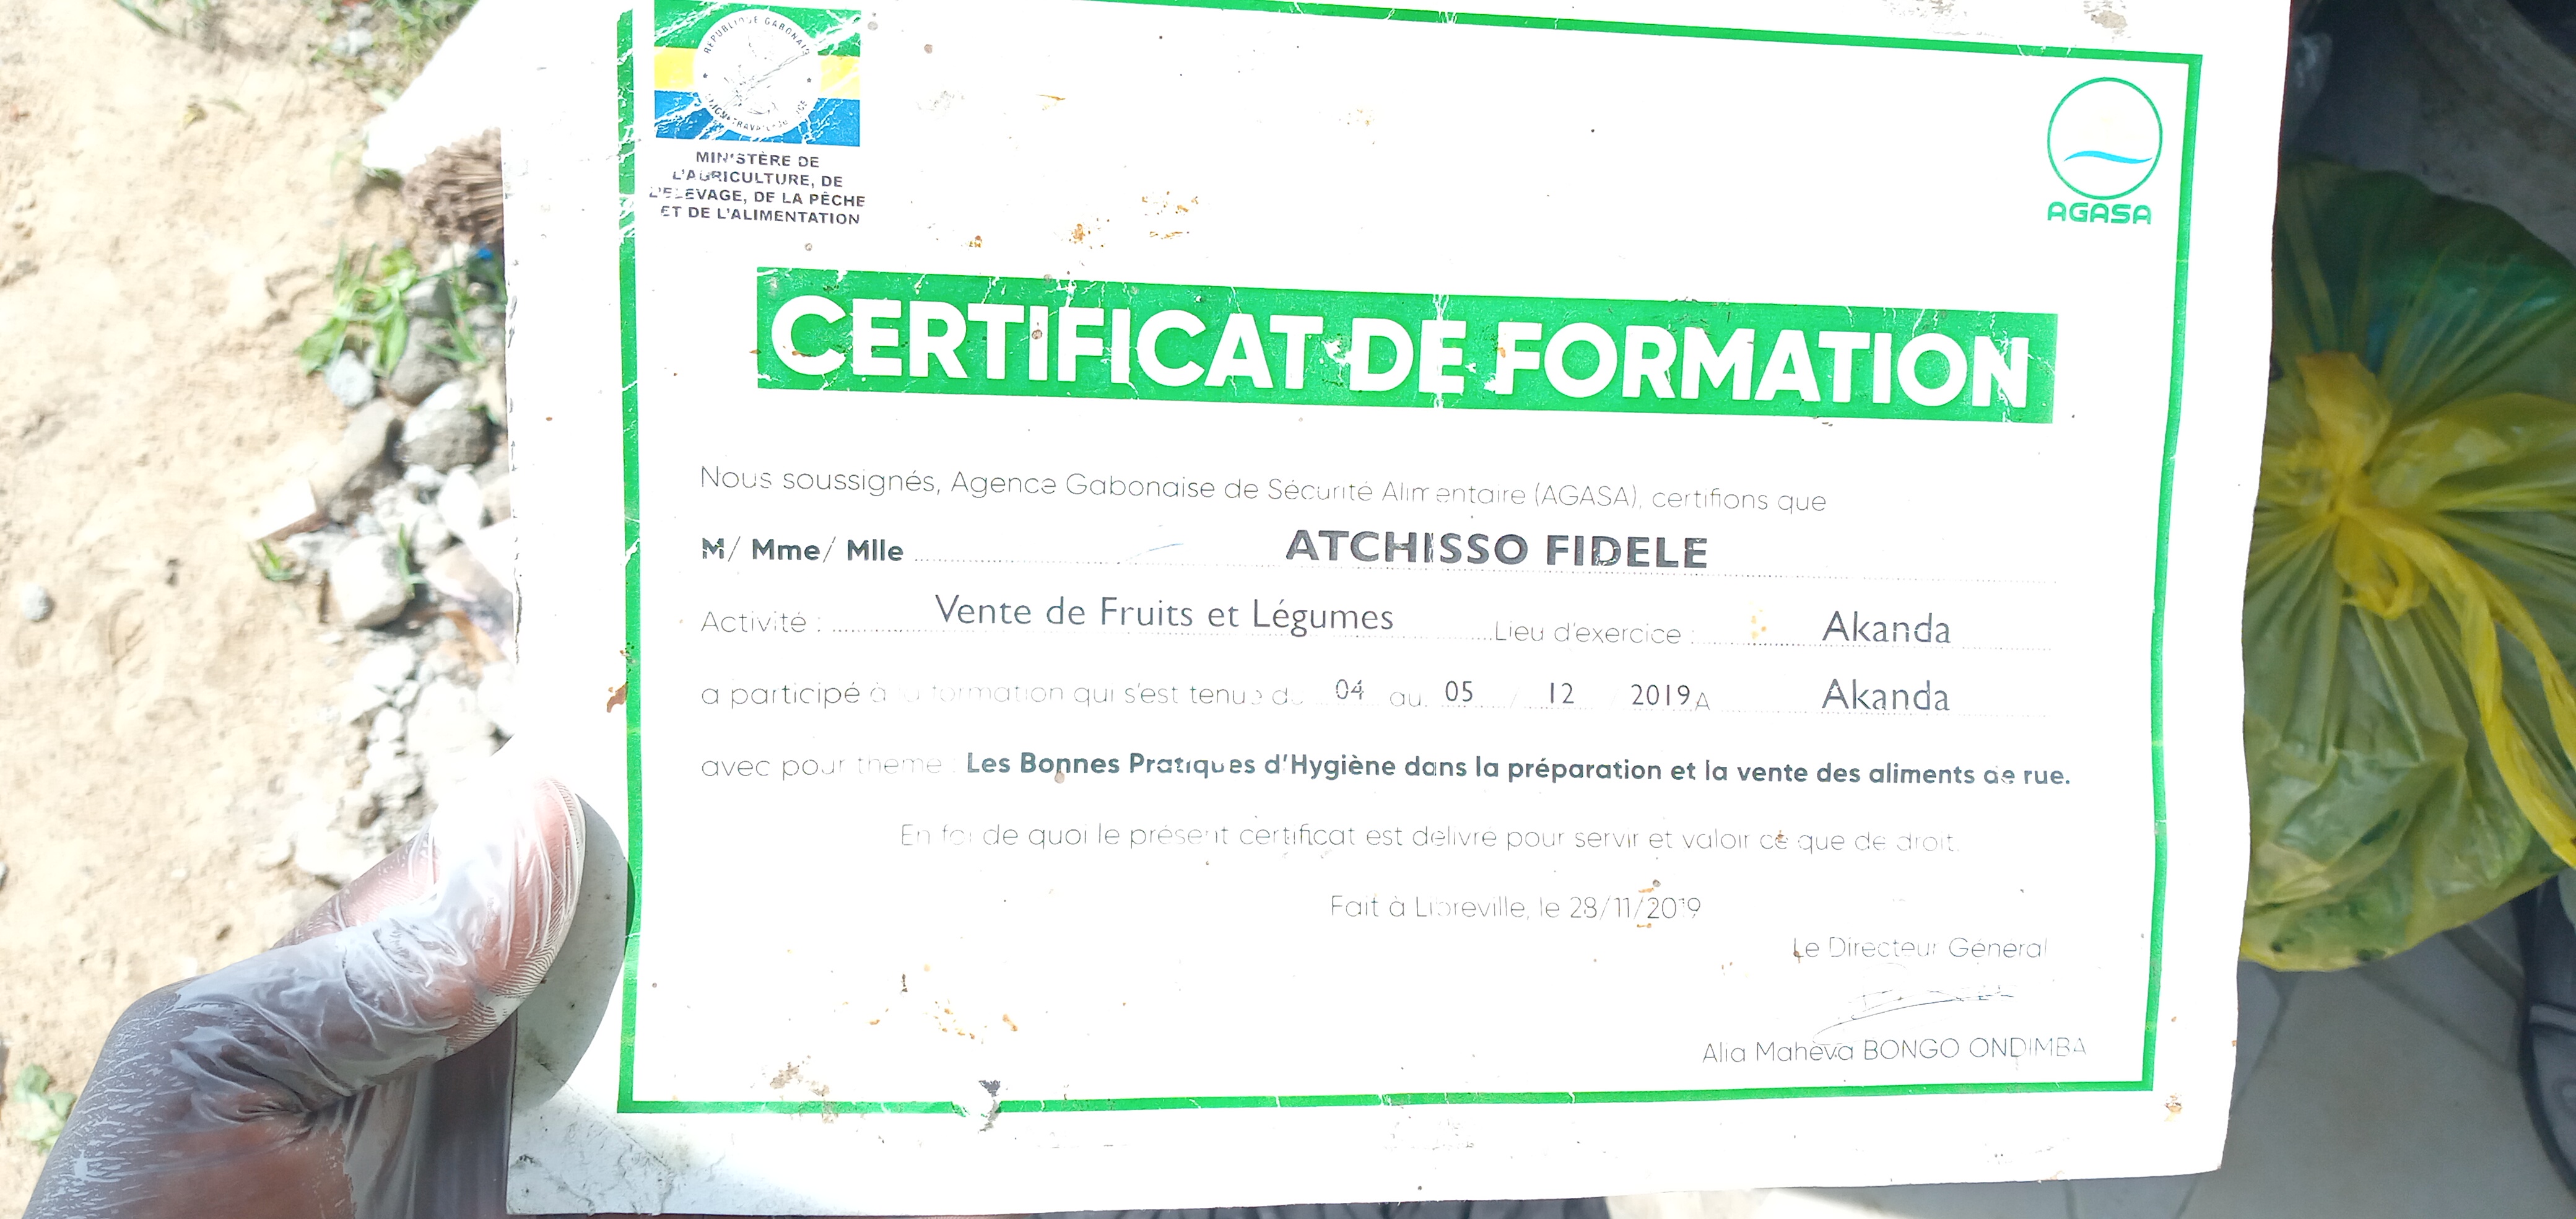 RÉPUBLIQUE GABONAISE
MINISTÈRE DE
L'AGRICULTURE, DE
L'ELEVAGE, DE LA PÊCHE
ET DE L'ALIMENTATION
AGASA
CERTIFICAT DE FORMATION
Nous soussignés, Agence Gabonaise de Sécurité Alimentaire (AGASA), certifions que
M/ Mme/ Mlle ATCHISSO FIDELE
Activité : Vente de Fruits et Légumes Lieu d'exercice : Akanda
a participé à la formation qui s'est tenue du 04 au 05 / 12 / 2019 A Akanda
avec pour theme : Les Bonnes Pratiques d'Hygiène dans la préparation et la vente des aliments de rue.
En foi de quoi le présent certificat est delivré pour servir et valoir ce que de droit.
Fait à Libreville, le 28/11/2019
Le Directeur Général
Alia Maheva BONGO ONDIMBA